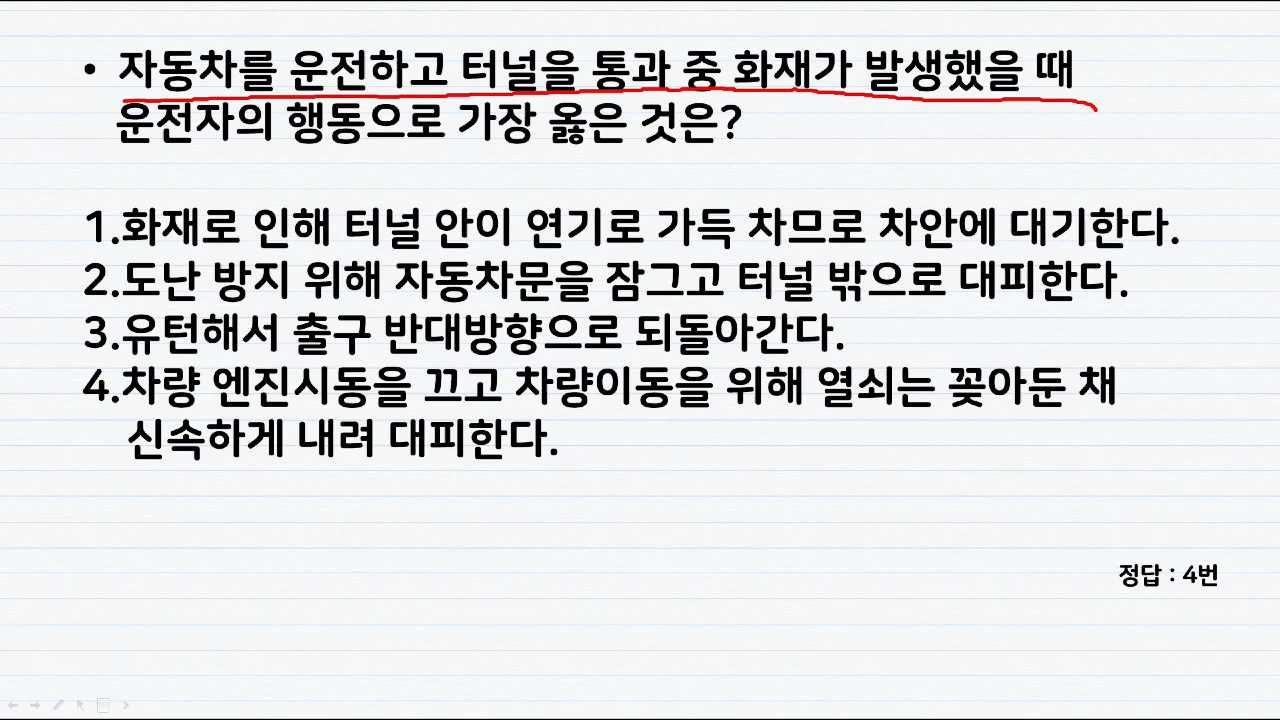 • 자동차를 운전하고 터널을 통과 중 화재가 발생했을 때
운전자의 행동으로 가장 옳은 것은?
1.화재로 인해 터널 안이 연기로 가득 차므로 차안에 대기한다.
2.도난 방지 위해 자동차문을 잠그고 터널 밖으로 대피한다.
3.유턴해서 출구 반대방향으로 되돌아간다.
4.차량 엔진시동을 끄고 차량이동을 위해 열쇠는 꽂아둔 채
신속하게 내려 대피한다.
정답 : 4번